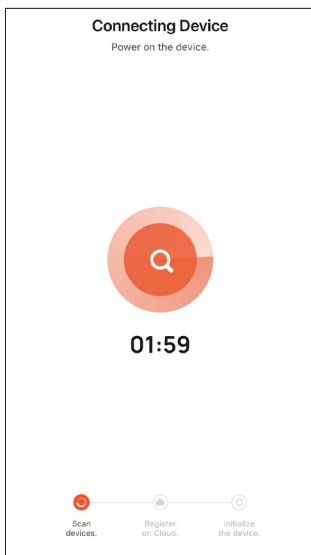 Connecting Device
Power on the device.
01:59
Scan
devices.
Register
on Cloud.
Initialize
the device.